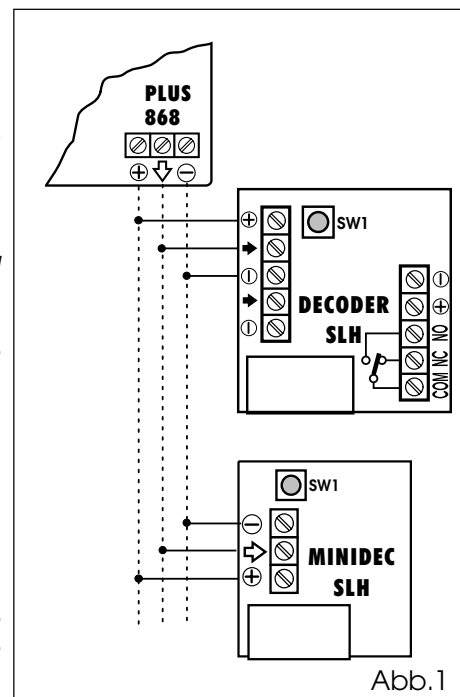 PLUS
868
+ ⇩ −
+
SW1
➡
−
➡
−
DECODER
SLH
−
+
NO
NC
COM
SW1
−
⇨
+
MINIDEC
SLH
Abb.1